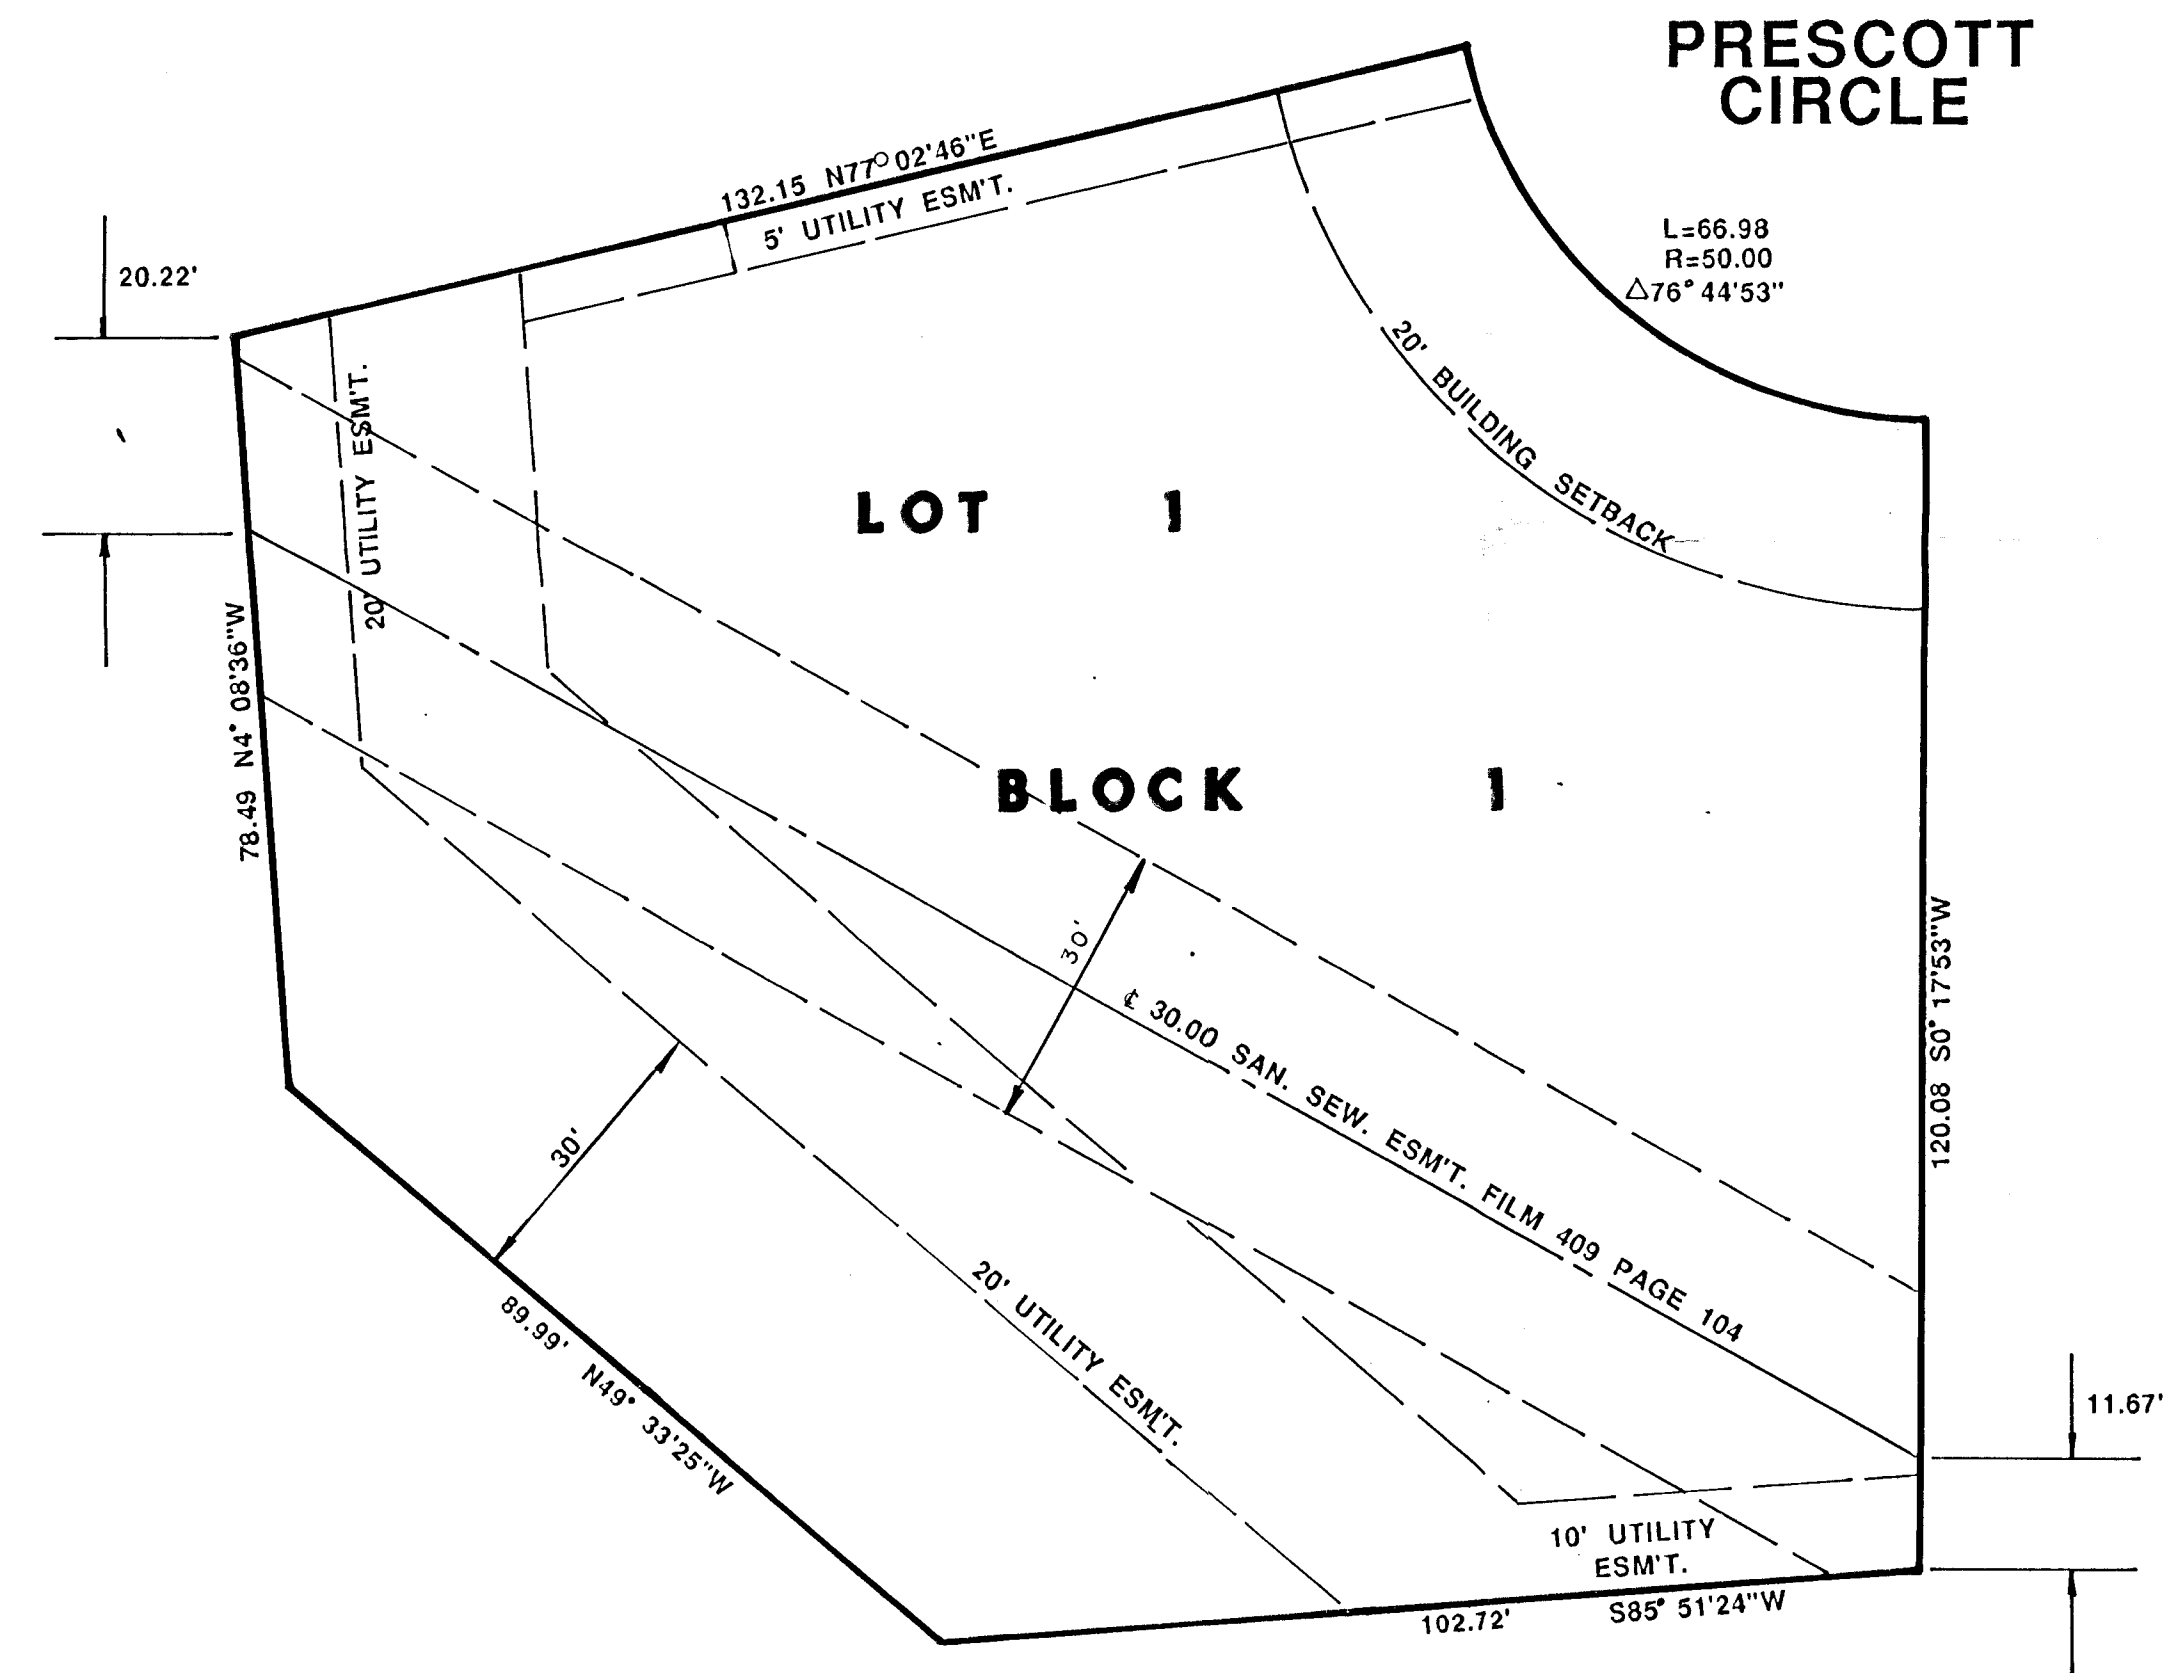 PRESCOTT
CIRCLE
132.15 N77° 02'46"E
5' UTILITY ESM'T.
20.22'
L=66.98
R=50.00
△76° 44'53"
20' UTILITY ESM'T.
20' BUILDING SETBACK
LOT 1
78.49 N4° 08'36"W
BLOCK 1
30'
℄ 30.00 SAN. SEW. ESM'T. FILM 409 PAGE 104
120.08 S0° 17'53"W
30'
20' UTILITY ESM'T.
89.99' N49° 33'25"W
11.67'
10' UTILITY
ESM'T.
102.72' S85° 51'24"W